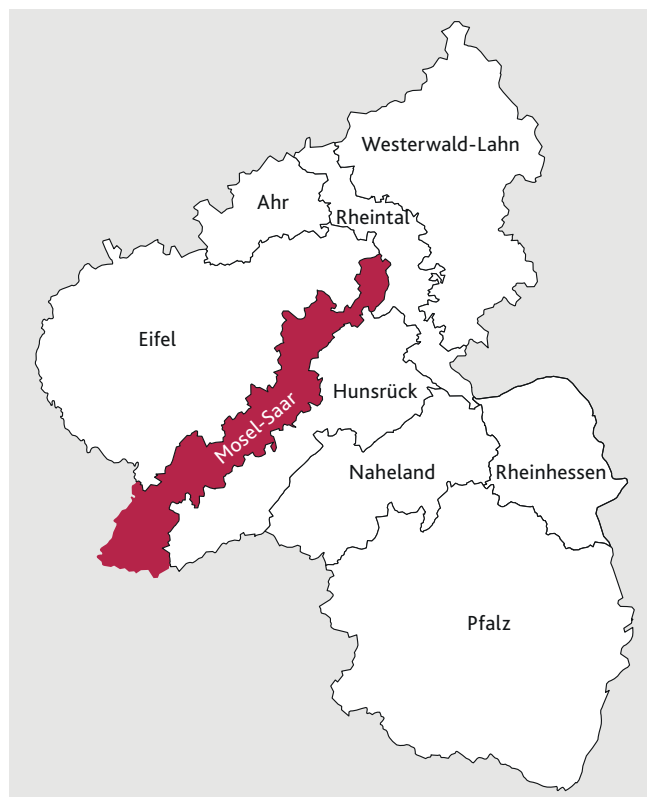 Westerwald-Lahn
Ahr
Rheintal
Eifel
Hunsrück
Mosel-Saar
Naheland
Rheinhessen
Pfalz